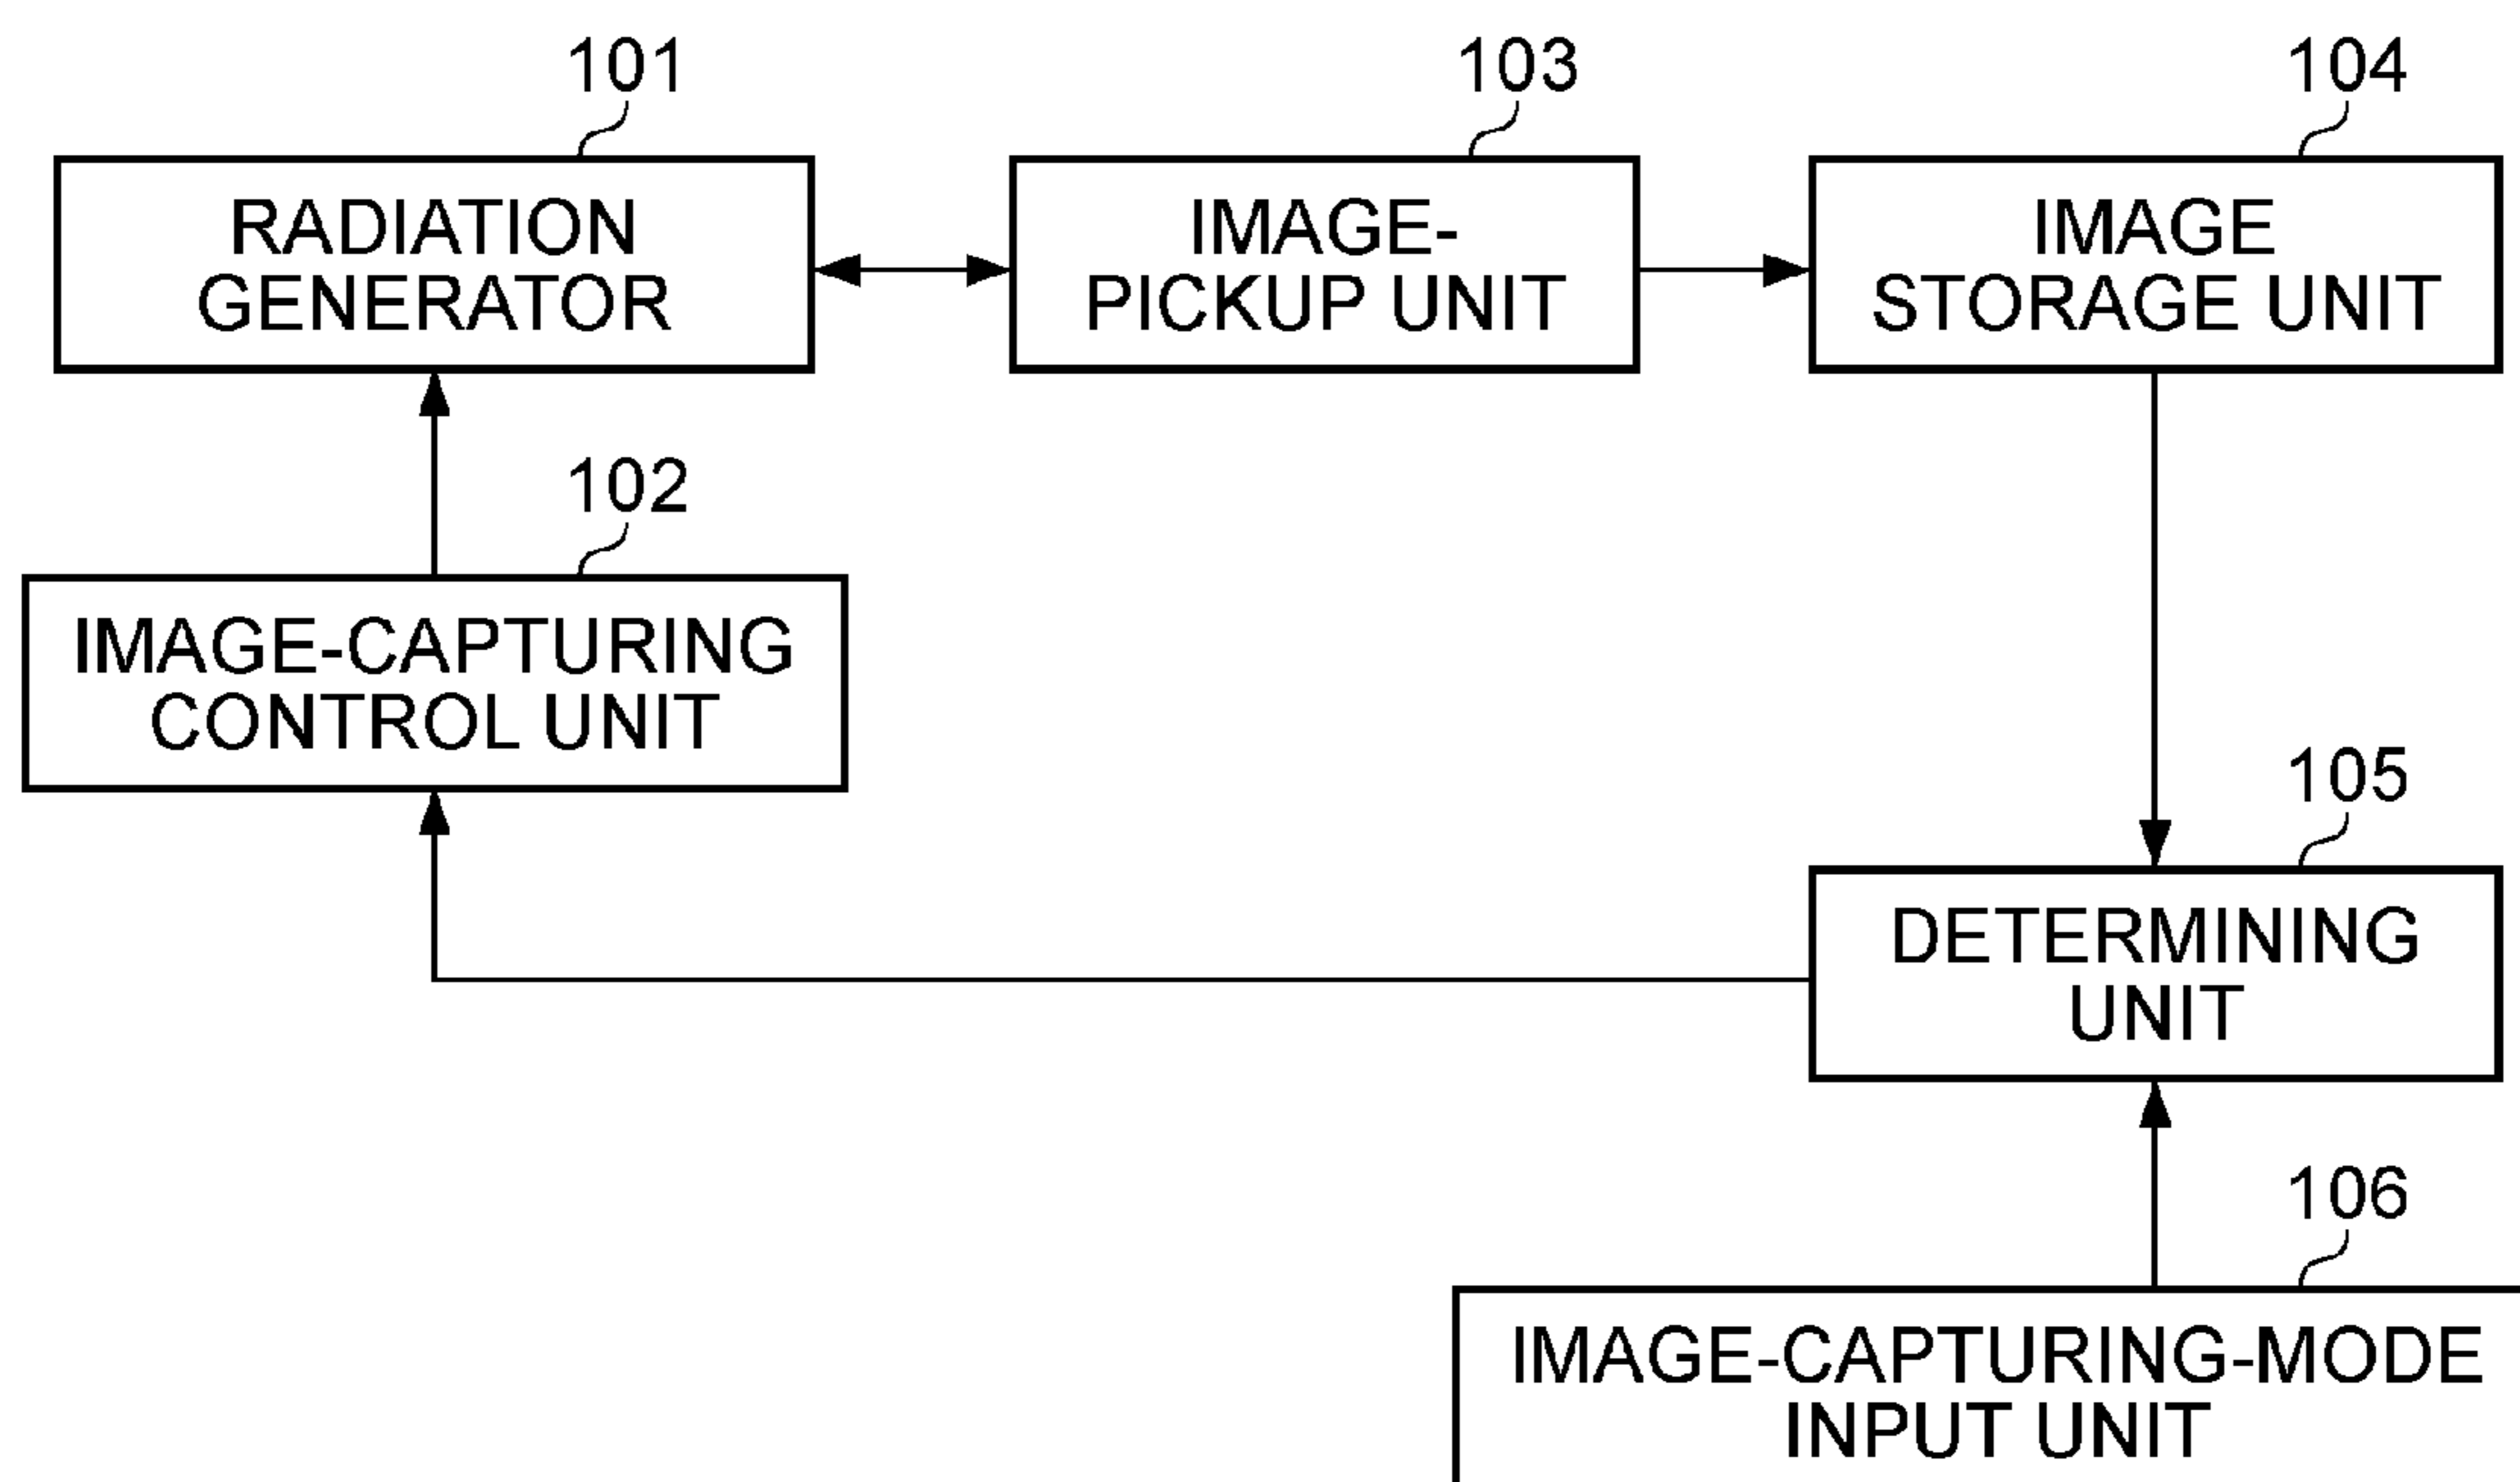 101
RADIATION
GENERATOR
103
IMAGE-
PICKUP UNIT
104
IMAGE
STORAGE UNIT
102
IMAGE-CAPTURING
CONTROL UNIT
105
DETERMINING
UNIT
106
IMAGE-CAPTURING-MODE
INPUT UNIT